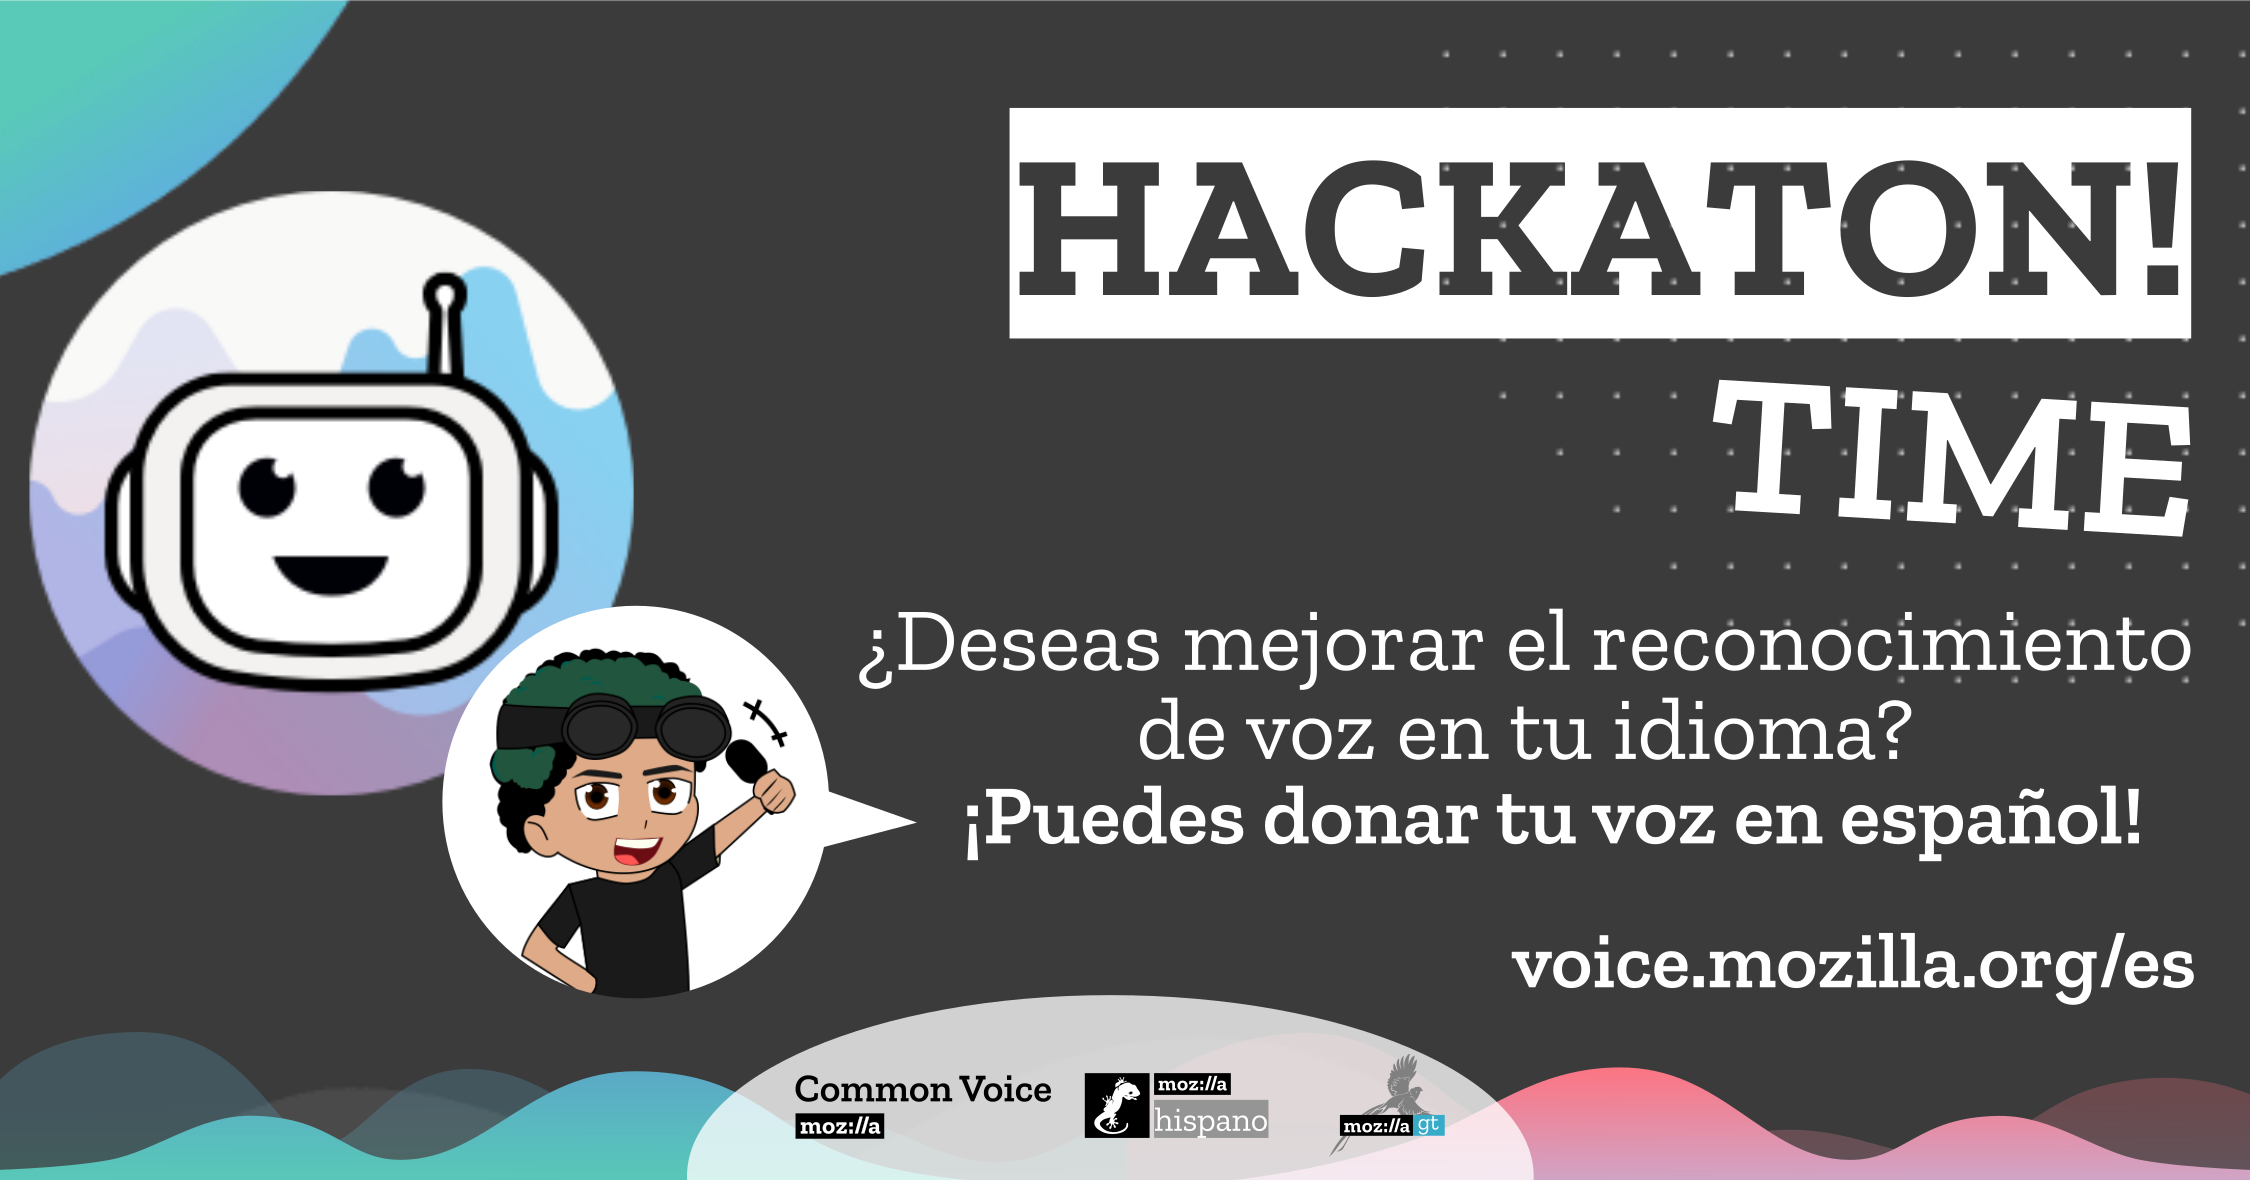 HACKATON!
TIME
¿Deseas mejorar el reconocimiento
de voz en tu idioma?
¡Puedes donar tu voz en español!
voice.mozilla.org/es
Common Voice
moz://a
moz://a
hispano
moz://a gt